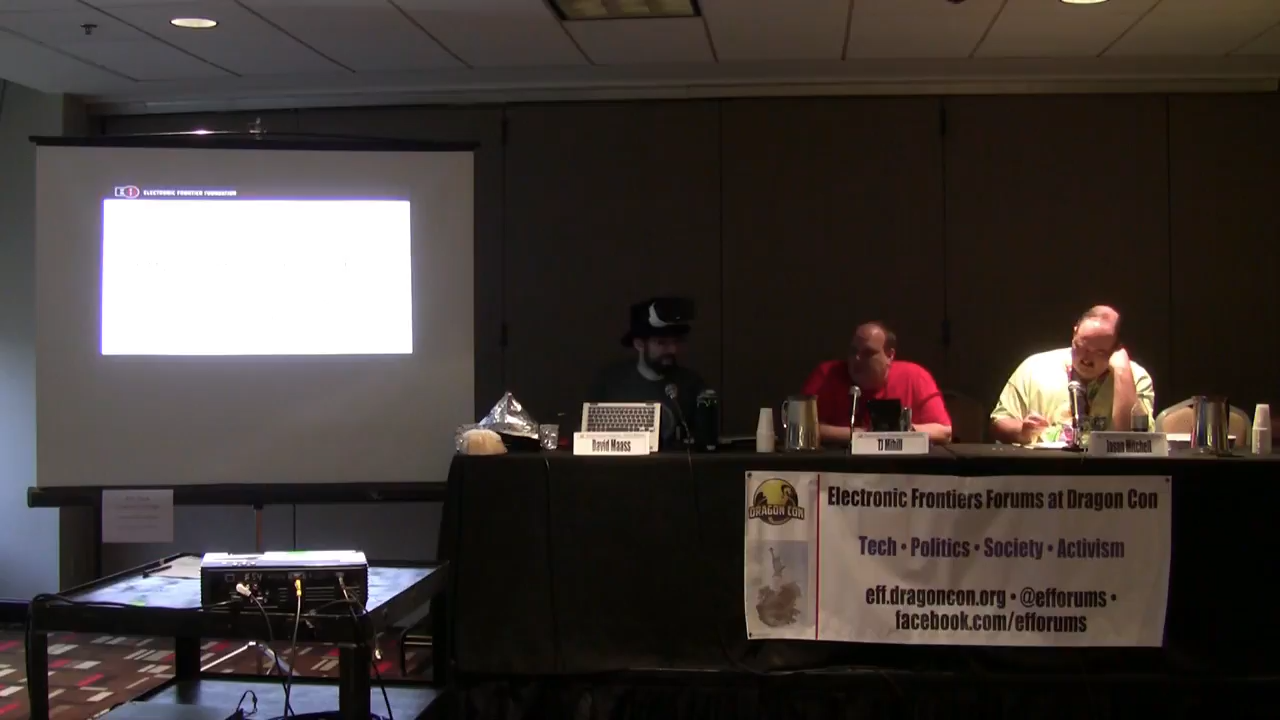 ELECTRONIC FRONTIER FOUNDATION
David Maass
TJ Mihill
Jason Mitchell
DRAGON CON
Electronic Frontiers Forums at Dragon Con
Tech • Politics • Society • Activism
eff.dragoncon.org • @efforums •
facebook.com/efforums